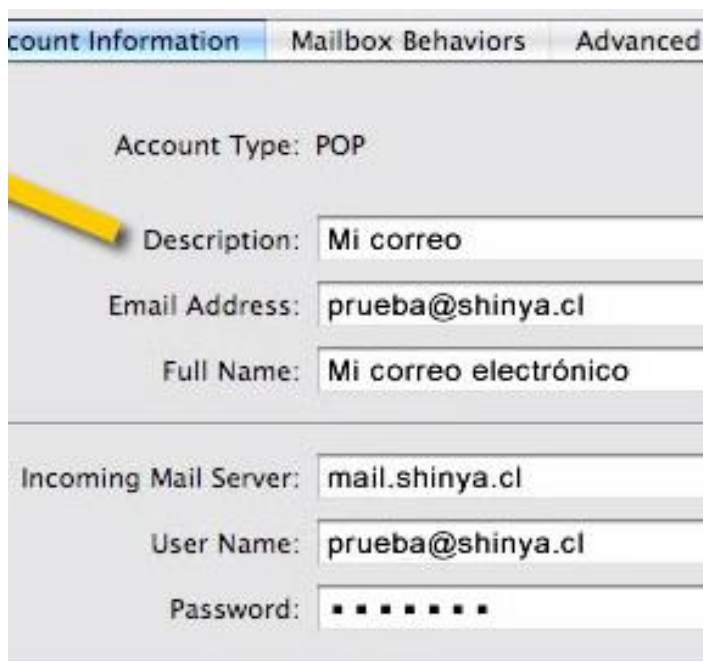 count Information Mailbox Behaviors Advanced
Account Type: POP
Description: Mi correo
Email Address: prueba@shinya.cl
Full Name: Mi correo electrónico
Incoming Mail Server: mail.shinya.cl
User Name: prueba@shinya.cl
Password: ▪▪▪▪▪▪▪